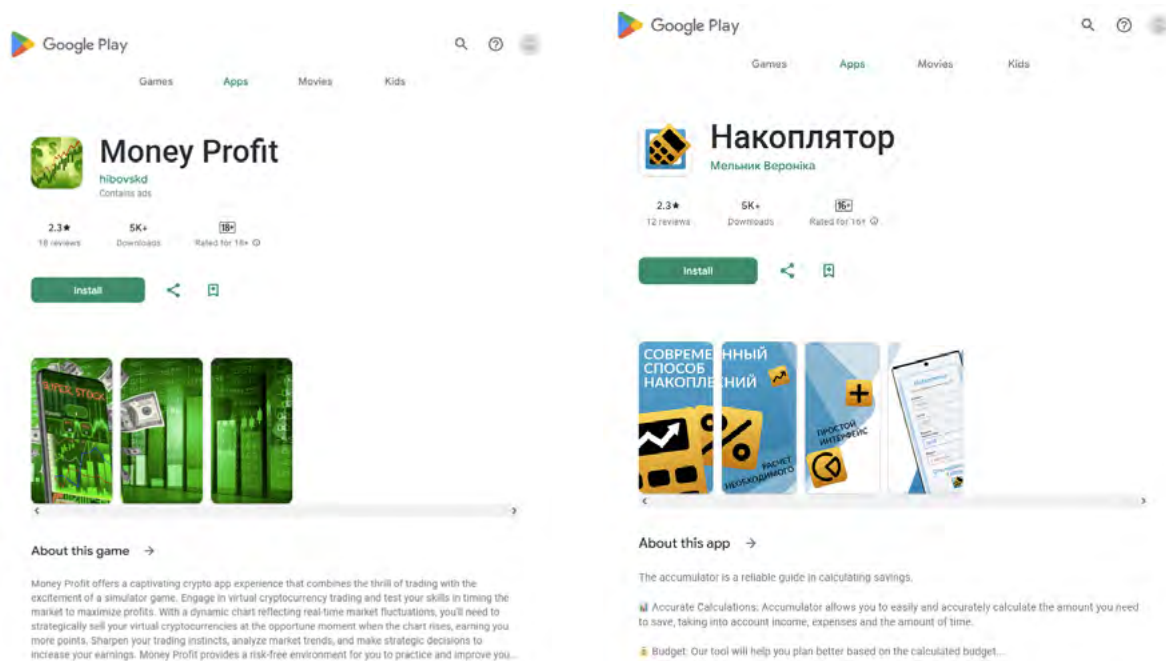 Google Play
Games Apps Movies Kids
Money Profit
hibovskd
Contains ads
2.3★ 5K+ 18+
18 reviews Downloads Rated for 18+
Install
SUPER STOCK
About this game →
Money Profit offers a captivating crypto app experience that combines the thrill of trading with the
excitement of a simulator game. Engage in virtual cryptocurrency trading and test your skills in timing the
market to maximize profits. With a dynamic chart reflecting real-time market fluctuations, you'll need to
strategically sell your virtual cryptocurrencies at the opportune moment when the chart rises, earning you
more points. Sharpen your trading instincts, analyze market trends, and make strategic decisions to
increase your earnings. Money Profit provides a risk-free environment for you to practice and improve you...
Google Play
Games Apps Movies Kids
Накоплятор
Мельник Вероніка
2.3★ 5K+ 16+
12 reviews Downloads Rated for 16+
Install
СОВРЕМЕННЫЙ
СПОСОБ
НАКОПЛЕНИЙ
РАСЧЕТ
НЕОБХОДИМОГО
ПРОСТОЙ
ИНТЕРФЕЙС
About this app →
The accumulator is a reliable guide in calculating savings.
Accurate Calculations: Accumulator allows you to easily and accurately calculate the amount you need
to save, taking into account income, expenses and the amount of time.
Budget: Our tool will help you plan better based on the calculated budget...